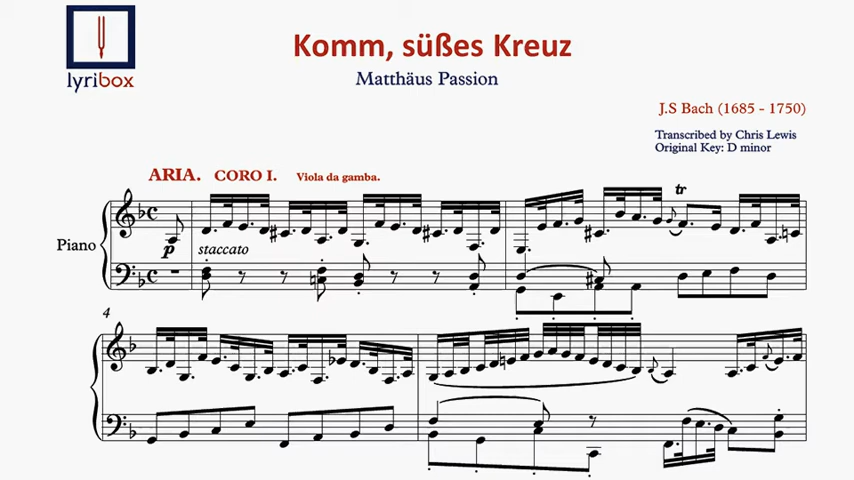 lyribox
Komm, süßes Kreuz
Matthäus Passion
J.S Bach (1685 - 1750)
Transcribed by Chris Lewis
Original Key: D minor
ARIA. CORO I. Viola da gamba.
tr
Piano
p staccato
4